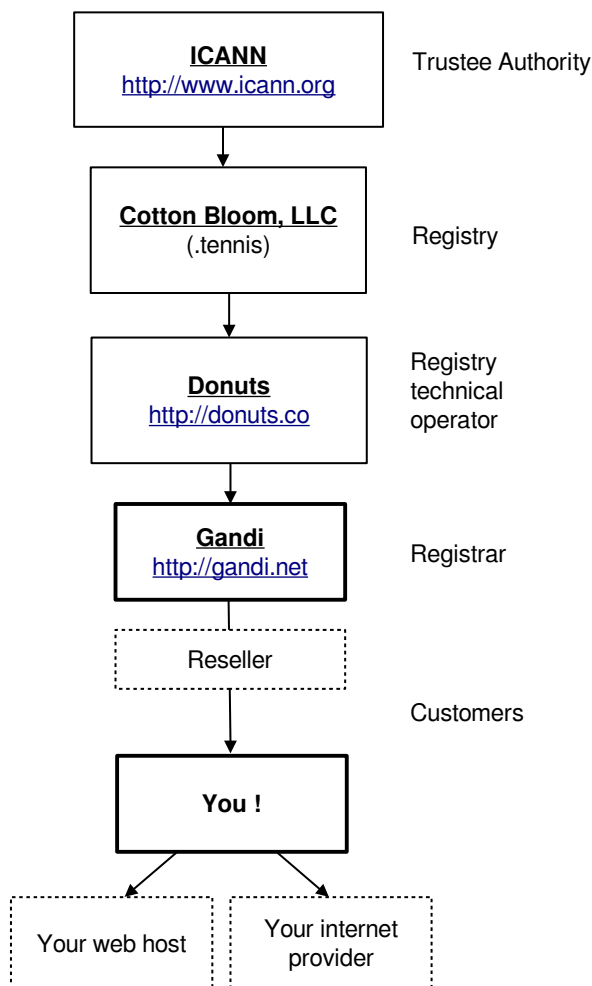 ICANN
http://www.icann.org
Trustee Authority
Cotton Bloom, LLC
(.tennis)
Registry
Donuts
http://donuts.co
Registry
technical
operator
Gandi
http://gandi.net
Registrar
Reseller
Customers
You !
Your web host
Your internet
provider